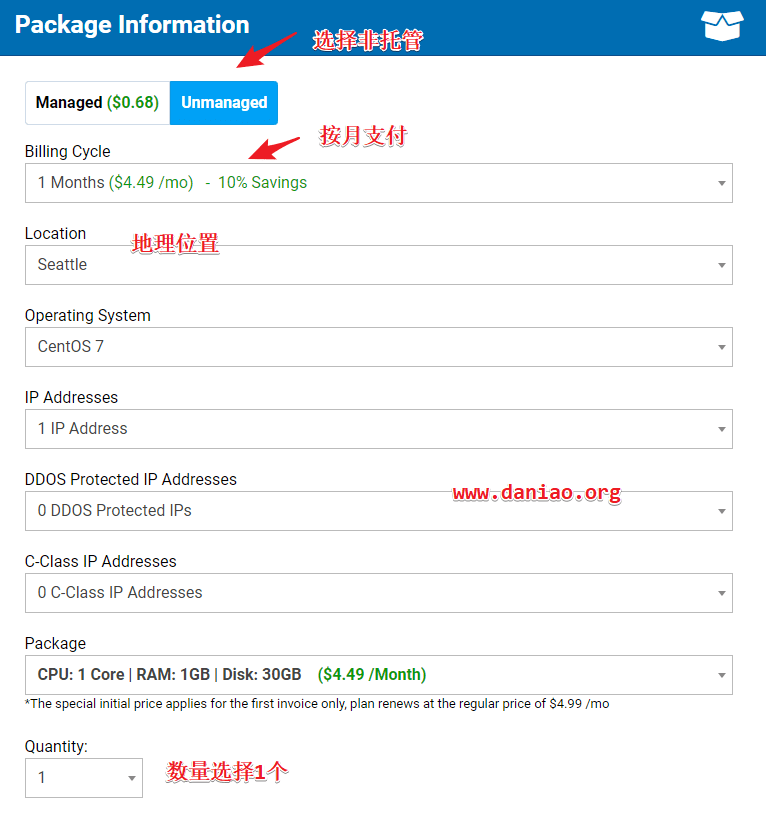 Package Information
选择非托管
Managed ($0.68) Unmanaged
按月支付
Billing Cycle
1 Months ($4.49 /mo) - 10% Savings
Location
地理位置
Seattle
Operating System
CentOS 7
IP Addresses
1 IP Address
DDOS Protected IP Addresses
www.daniao.org
0 DDOS Protected IPs
C-Class IP Addresses
0 C-Class IP Addresses
Package
CPU: 1 Core | RAM: 1GB | Disk: 30GB ($4.49 /Month)
*The special initial price applies for the first invoice only, plan renews at the regular price of $4.99 /mo
Quantity:
1
数量选择1个